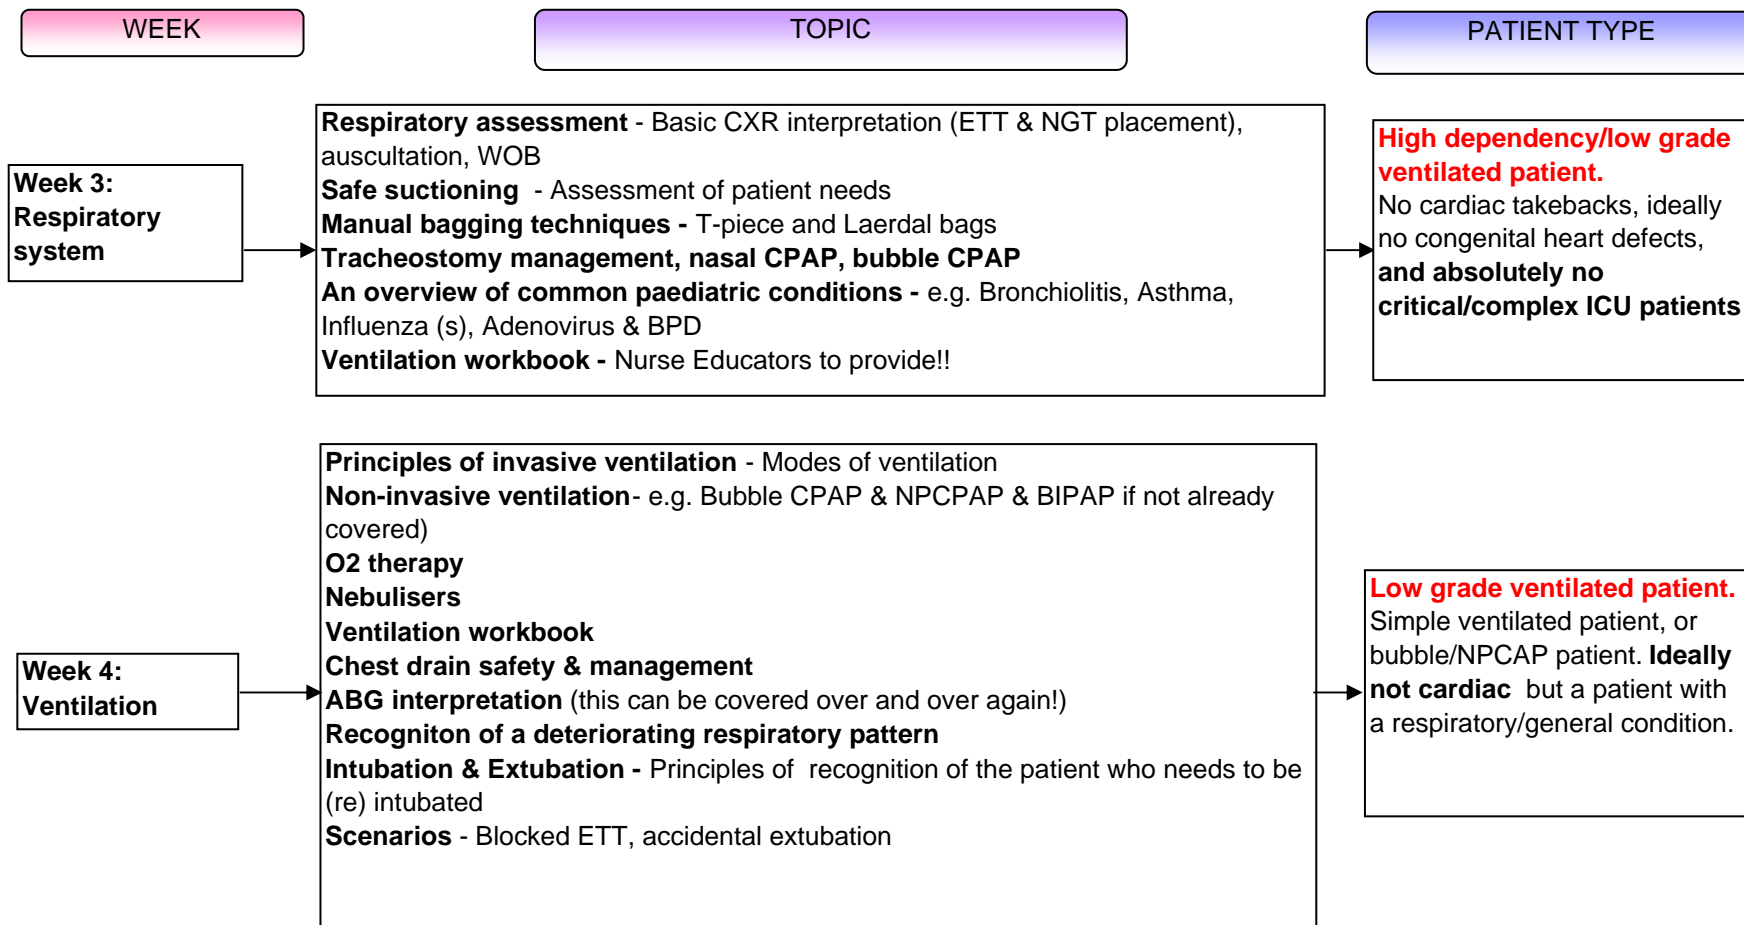 WEEK
TOPIC
PATIENT TYPE
Week 3:
Respiratory
system
Respiratory assessment - Basic CXR interpretation (ETT & NGT placement),
auscultation, WOB
Safe suctioning - Assessment of patient needs
Manual bagging techniques - T-piece and Laerdal bags
Tracheostomy management, nasal CPAP, bubble CPAP
An overview of common paediatric conditions - e.g. Bronchiolitis, Asthma,
Influenza (s), Adenovirus & BPD
Ventilation workbook - Nurse Educators to provide!!
High dependency/low grade
ventilated patient.
No cardiac takebacks, ideally
no congenital heart defects,
and absolutely no
critical/complex ICU patients
Week 4:
Ventilation
Principles of invasive ventilation - Modes of ventilation
Non-invasive ventilation- e.g. Bubble CPAP & NPCPAP & BIPAP if not already
covered)
O2 therapy
Nebulisers
Ventilation workbook
Chest drain safety & management
ABG interpretation (this can be covered over and over again!)
Recogniton of a deteriorating respiratory pattern
Intubation & Extubation - Principles of recognition of the patient who needs to be
(re) intubated
Scenarios - Blocked ETT, accidental extubation
Low grade ventilated patient.
Simple ventilated patient, or
bubble/NPCAP patient. Ideally
not cardiac but a patient with
a respiratory/general condition.